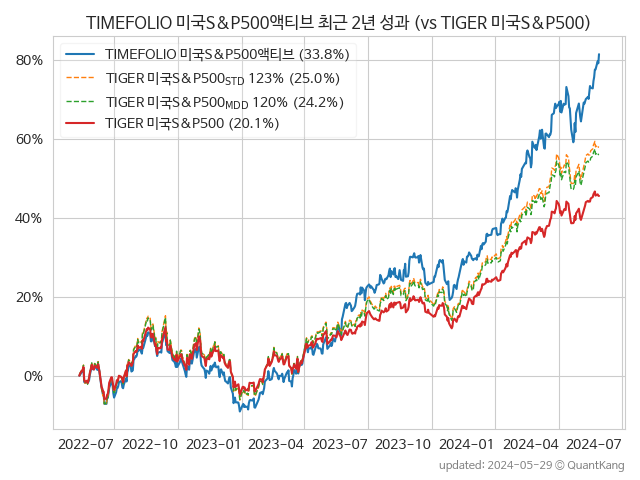 TIMEFOLIO 미국S&P500액티브 최근 2년 성과 (vs TIGER 미국S&P500)
TIMEFOLIO 미국S&P500액티브 (33.8%)
TIGER 미국S&P500STD 123% (25.0%)
TIGER 미국S&P500MDD 120% (24.2%)
TIGER 미국S&P500 (20.1%)
80%
60%
40%
20%
0%
2022-07 2022-10 2023-01 2023-04 2023-07 2023-10 2024-01 2024-04 2024-07
updated: 2024-05-29 © QuantKang